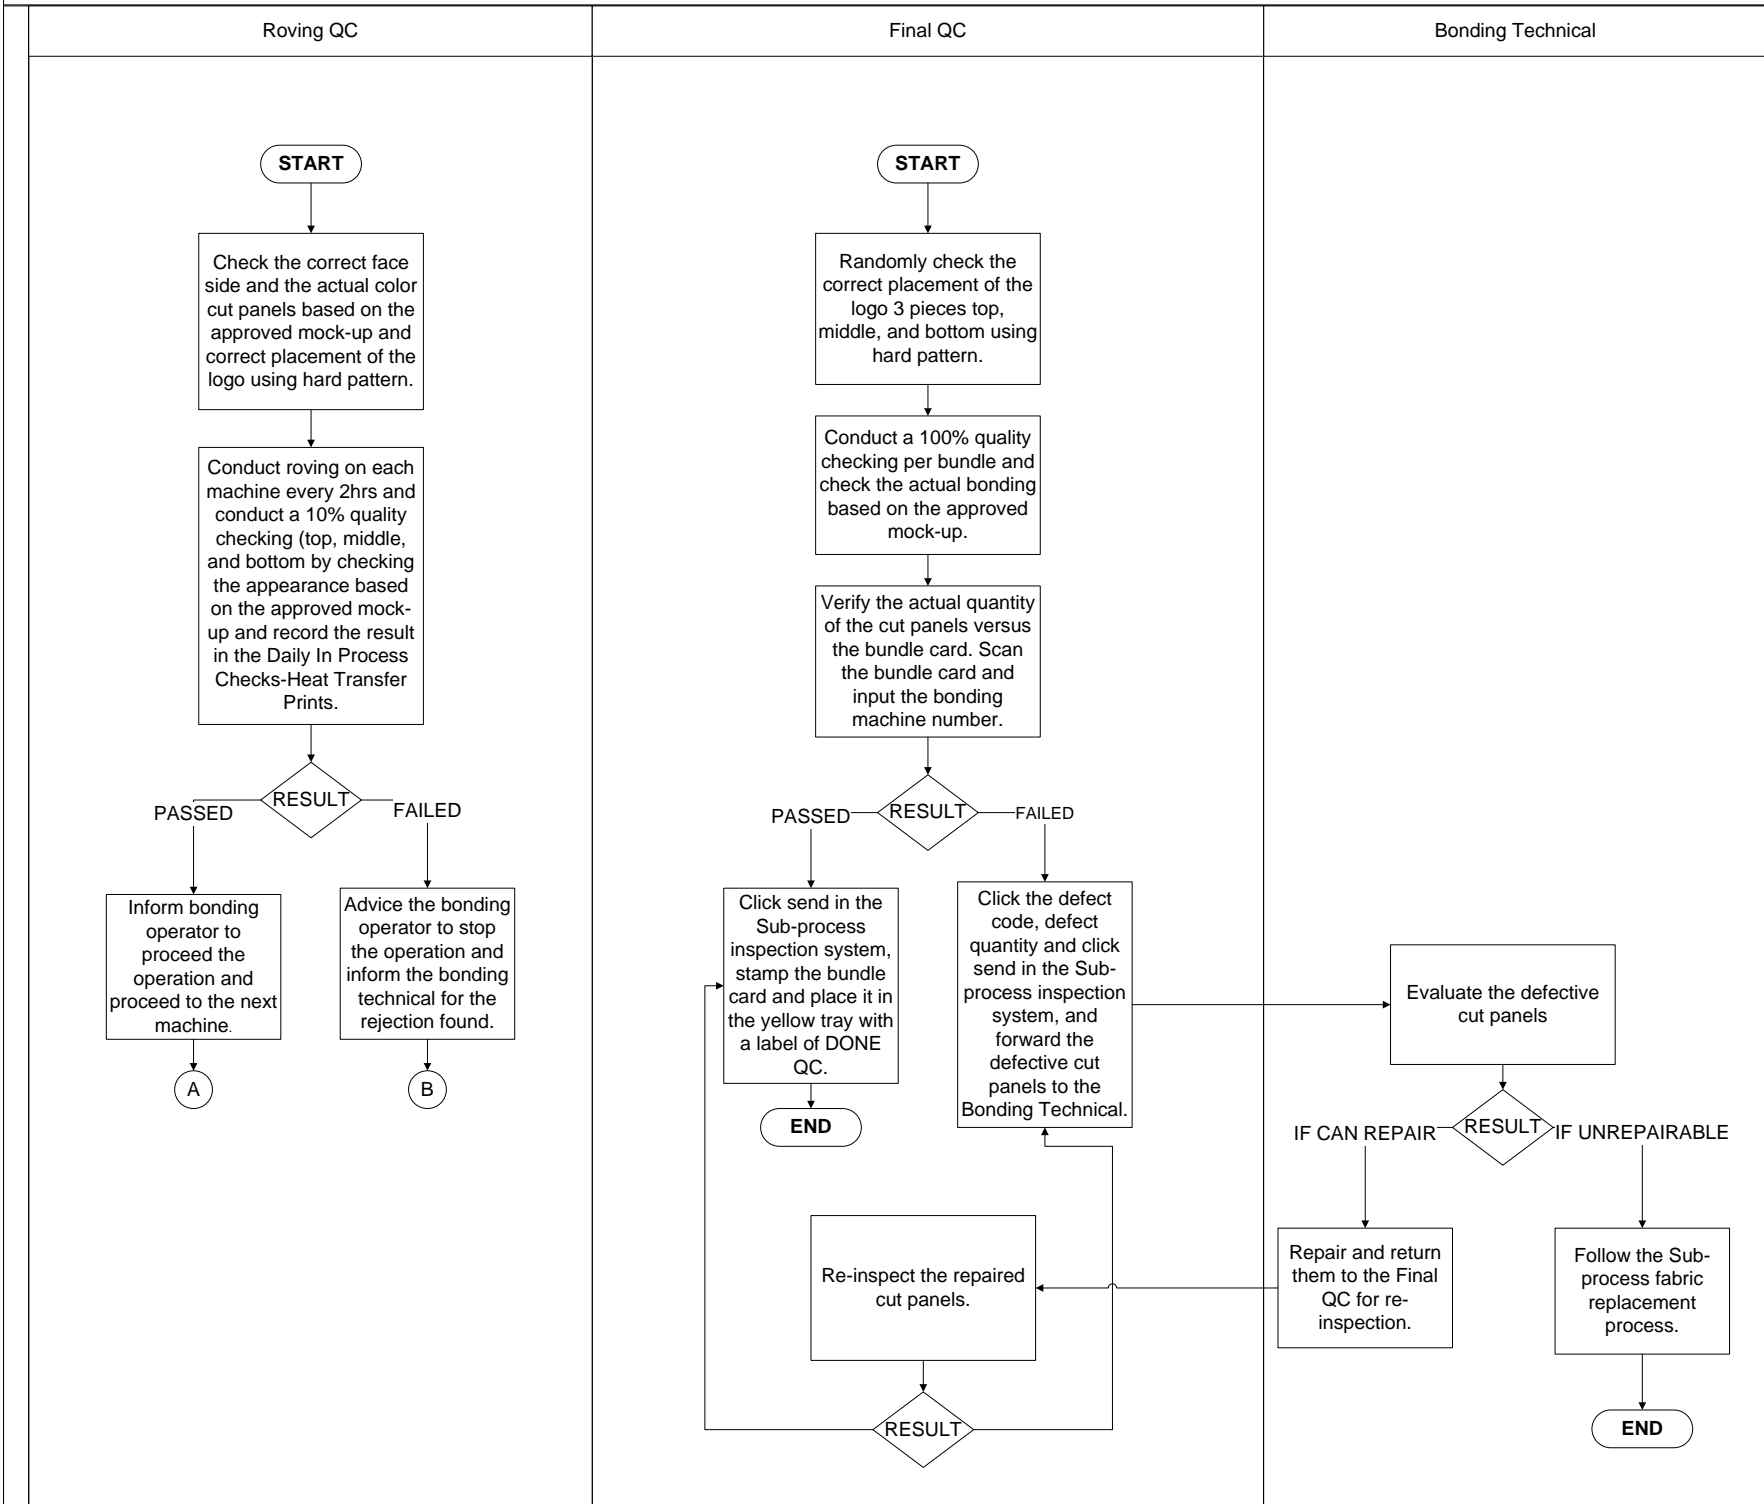 Roving QC
Final QC
Bonding Technical
START
Check the correct face
side and the actual color
cut panels based on the
approved mock-up and
correct placement of the
logo using hard pattern.
Conduct roving on each
machine every 2hrs and
conduct a 10% quality
checking (top, middle,
and bottom by checking
the appearance based
on the approved mock-
up and record the result
in the Daily In Process
Checks-Heat Transfer
Prints.
RESULT
PASSED
FAILED
Inform bonding
operator to
proceed the
operation and
proceed to the next
machine.
Advice the bonding
operator to stop
the operation and
inform the bonding
technical for the
rejection found.
A
B
START
Randomly check the
correct placement of the
logo 3 pieces top,
middle, and bottom using
hard pattern.
Conduct a 100% quality
checking per bundle and
check the actual bonding
based on the approved
mock-up.
Verify the actual quantity
of the cut panels versus
the bundle card. Scan
the bundle card and
input the bonding
machine number.
RESULT
PASSED
FAILED
Click send in the
Sub-process
inspection system,
stamp the bundle
card and place it in
the yellow tray with
a label of DONE
QC.
END
Click the defect
code, defect
quantity and click
send in the Sub-
process inspection
system, and
forward the
defective cut
panels to the
Bonding Technical.
Re-inspect the repaired
cut panels.
RESULT
Evaluate the defective
cut panels
RESULT
IF CAN REPAIR
IF UNREPAIRABLE
Repair and return
them to the Final
QC for re-
inspection.
Follow the Sub-
process fabric
replacement
process.
END